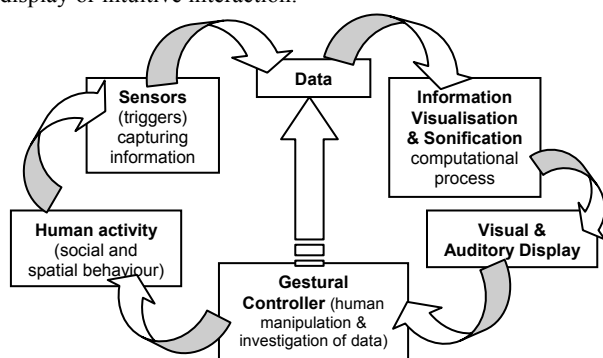 display or intuitive interaction.
Data
Sensors
(triggers)
capturing
information
Information
Visualisation
& Sonification
computational
process
Human activity
(social and
spatial behaviour)
Visual &
Auditory Display
Gestural
Controller (human
manipulation &
investigation of data)